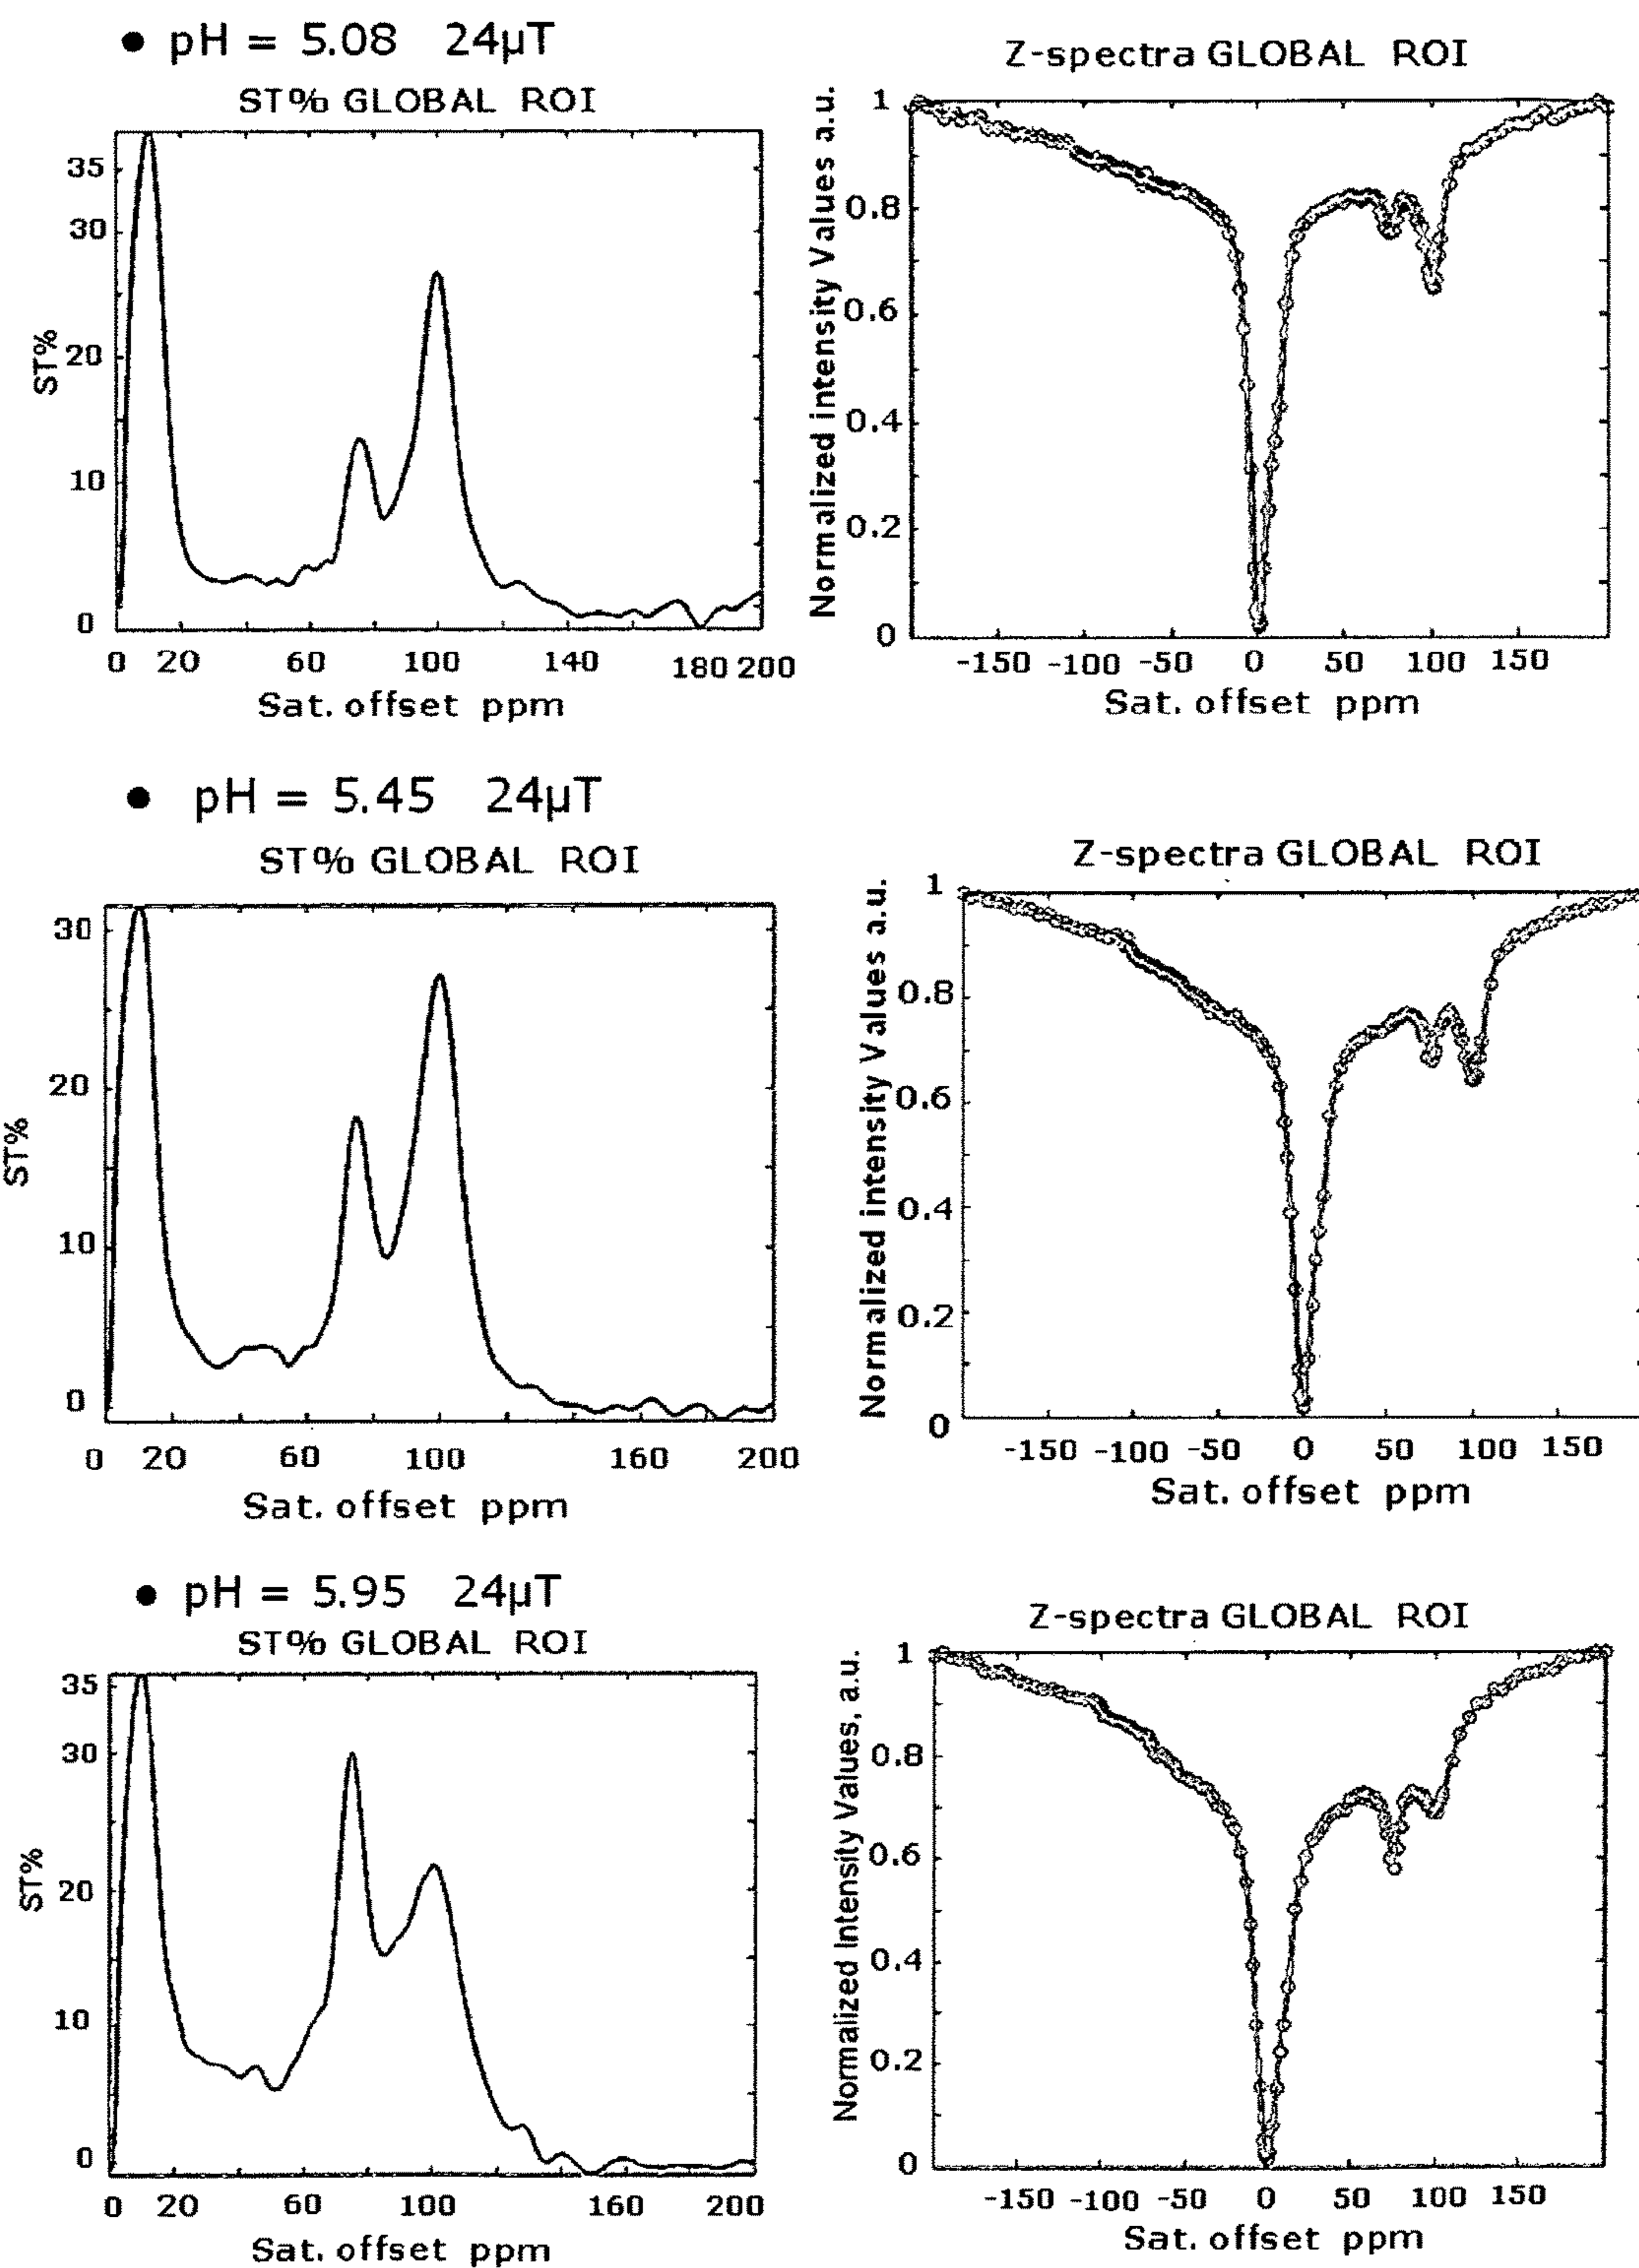 • pH = 5.08 24µT
ST% GLOBAL ROI
35
30
20
10
0
ST%
0 20 60 100 140 180 200
Sat. offset ppm
Z-spectra GLOBAL ROI
Normalized intensity Values a.u.
1
0.8
0.6
0.4
0.2
0
-150 -100 -50 0 50 100 150
Sat. offset ppm
• pH = 5.45 24µT
ST% GLOBAL ROI
30
20
10
0
ST%
0 20 60 100 160 200
Sat. offset ppm
Z-spectra GLOBAL ROI
Normalized intensity Values a.u.
1
0.8
0.6
0.4
0.2
0
-150 -100 -50 0 50 100 150
Sat. offset ppm
• pH = 5.95 24µT
ST% GLOBAL ROI
35
30
20
10
0
ST%
0 20 60 100 160 200
Sat. offset ppm
Z-spectra GLOBAL ROI
Normalized Intensity Values, a.u.
1
0.8
0.6
0.4
0.2
0
-150 -100 -50 0 50 100 150
Sat. offset ppm